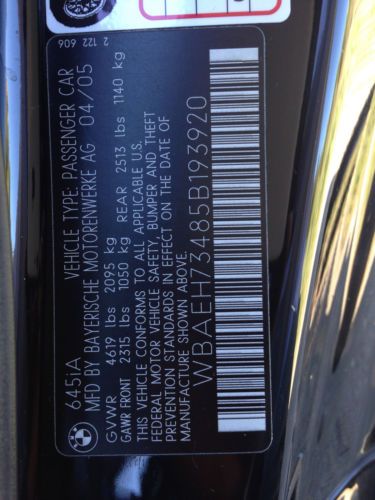 645iA
VEHICLE TYPE: PASSENGER CAR
2 122 606
MFD BY BAYERISCHE MOTORENWERKE AG 04/05
GVWR 4619 lbs 2095 kg
GAWR FRONT 2315 lbs 1050 kg REAR 2513 lbs 1140 kg
THIS VEHICLE CONFORMS TO ALL APPLICABLE U.S.
FEDERAL MOTOR VEHICLE SAFETY, BUMPER AND THEFT
PREVENTION STANDARDS IN EFFECT ON THE DATE OF
MANUFACTURE SHOWN ABOVE.
WBAEH73485B193920